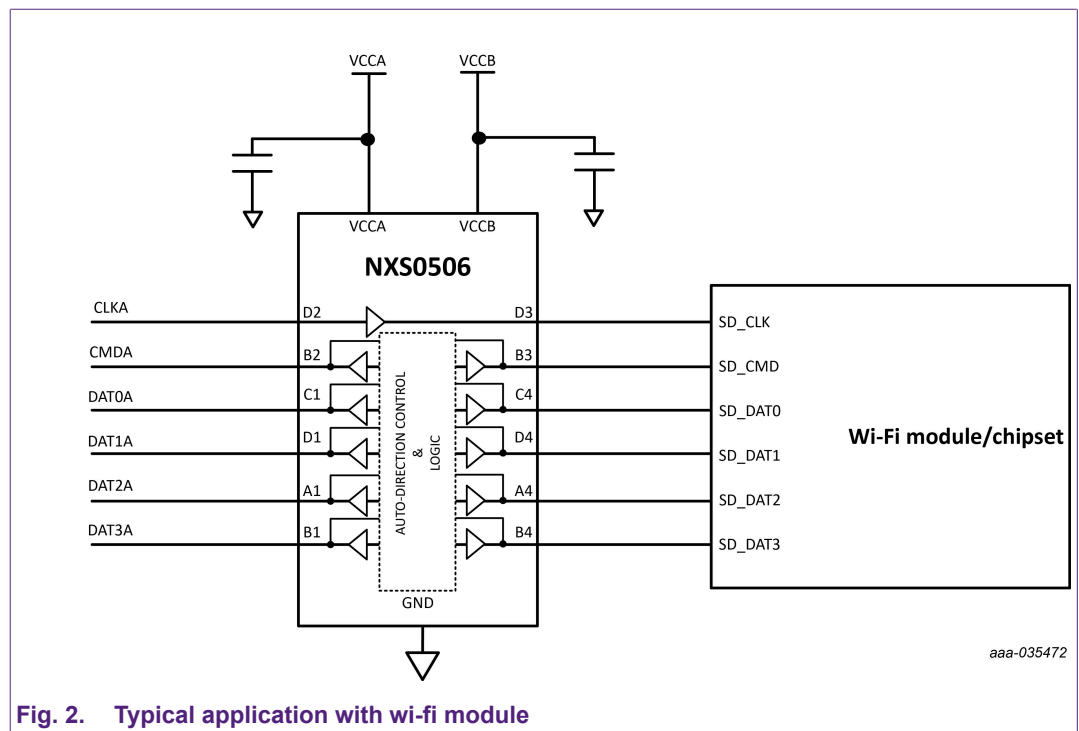 VCCA VCCB
VCCA VCCB
NXS0506
CLKA D2 D3 SD_CLK
CMDA B2 B3 SD_CMD
DAT0A C1 C4 SD_DAT0
DAT1A D1 D4 SD_DAT1
DAT2A A1 A4 SD_DAT2
DAT3A B1 B4 SD_DAT3
AUTO-DIRECTION CONTROL
&
LOGIC
Wi-Fi module/chipset
GND
aaa-035472
Fig. 2. Typical application with wi-fi module